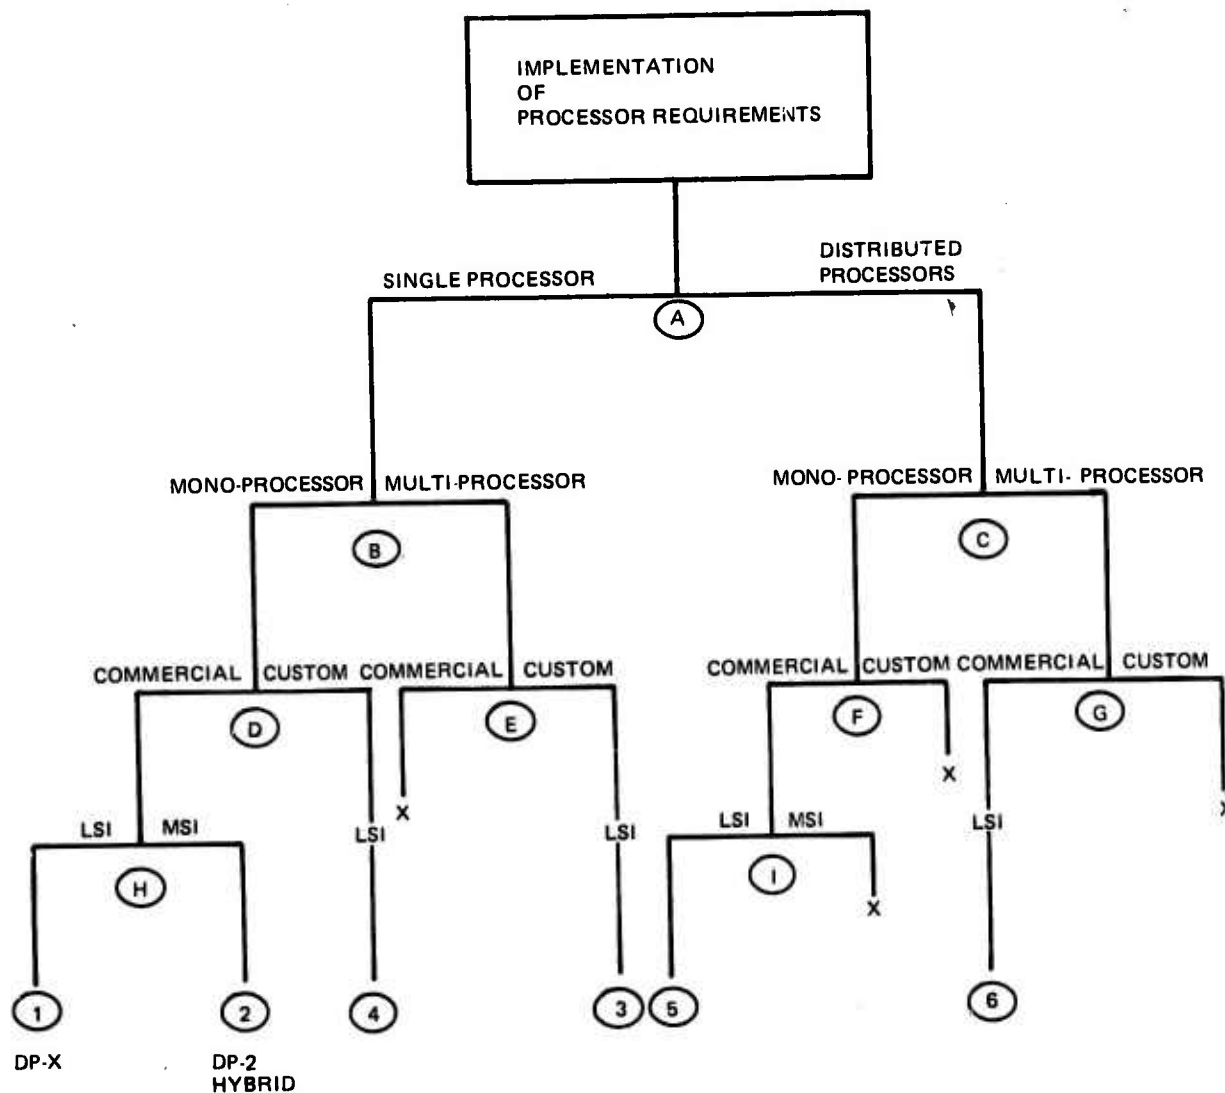 IMPLEMENTATION
OF
PROCESSOR REQUIREMENTS
SINGLE PROCESSOR
DISTRIBUTED
PROCESSORS
A
MONO-PROCESSOR MULTI-PROCESSOR
MONO- PROCESSOR MULTI- PROCESSOR
B
C
COMMERCIAL CUSTOM COMMERCIAL CUSTOM
COMMERCIAL CUSTOM COMMERCIAL CUSTOM
D
E
F
G
X
X
X
LSI MSI
LSI
LSI
LSI MSI
LSI
H
I
X
1
2
4
3
5
6
DP-X
DP-2
HYBRID